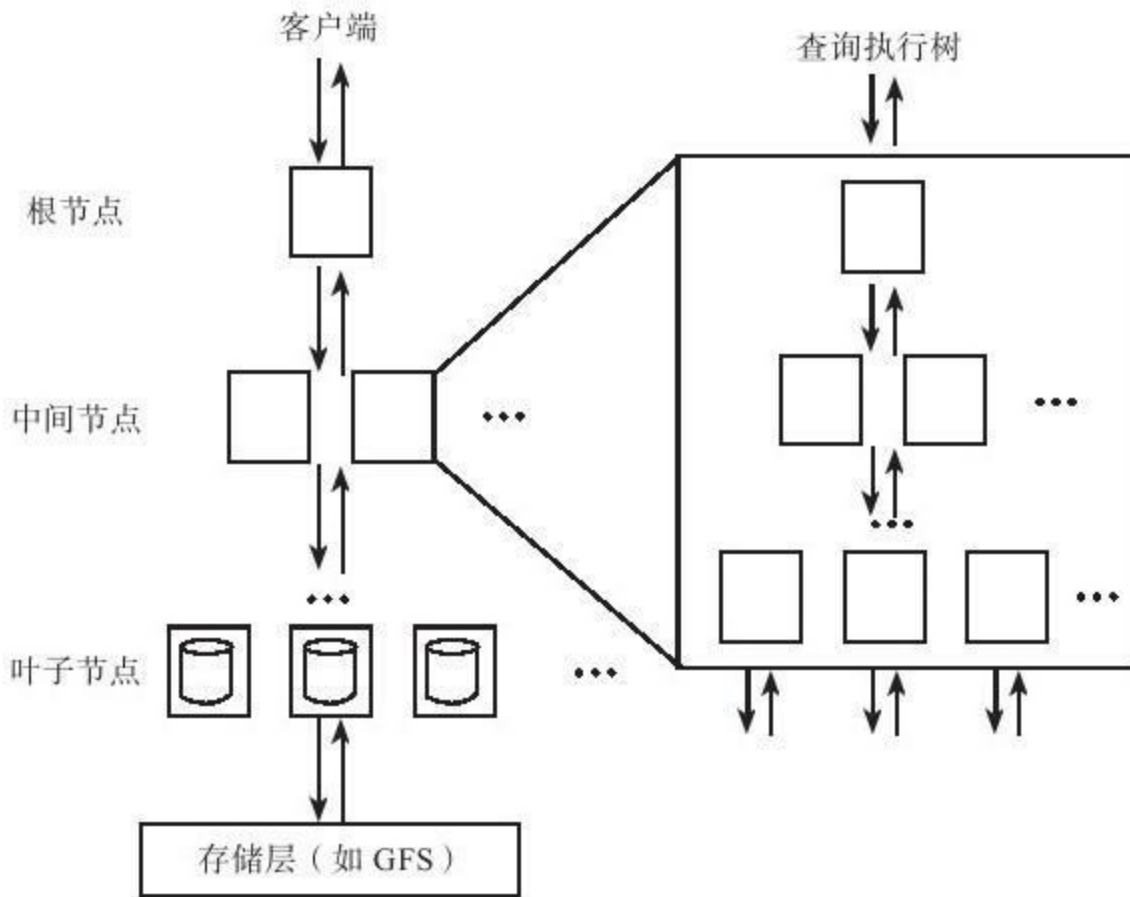 客户端
查询执行树
根节点
中间节点
叶子节点
存储层（如 GFS）